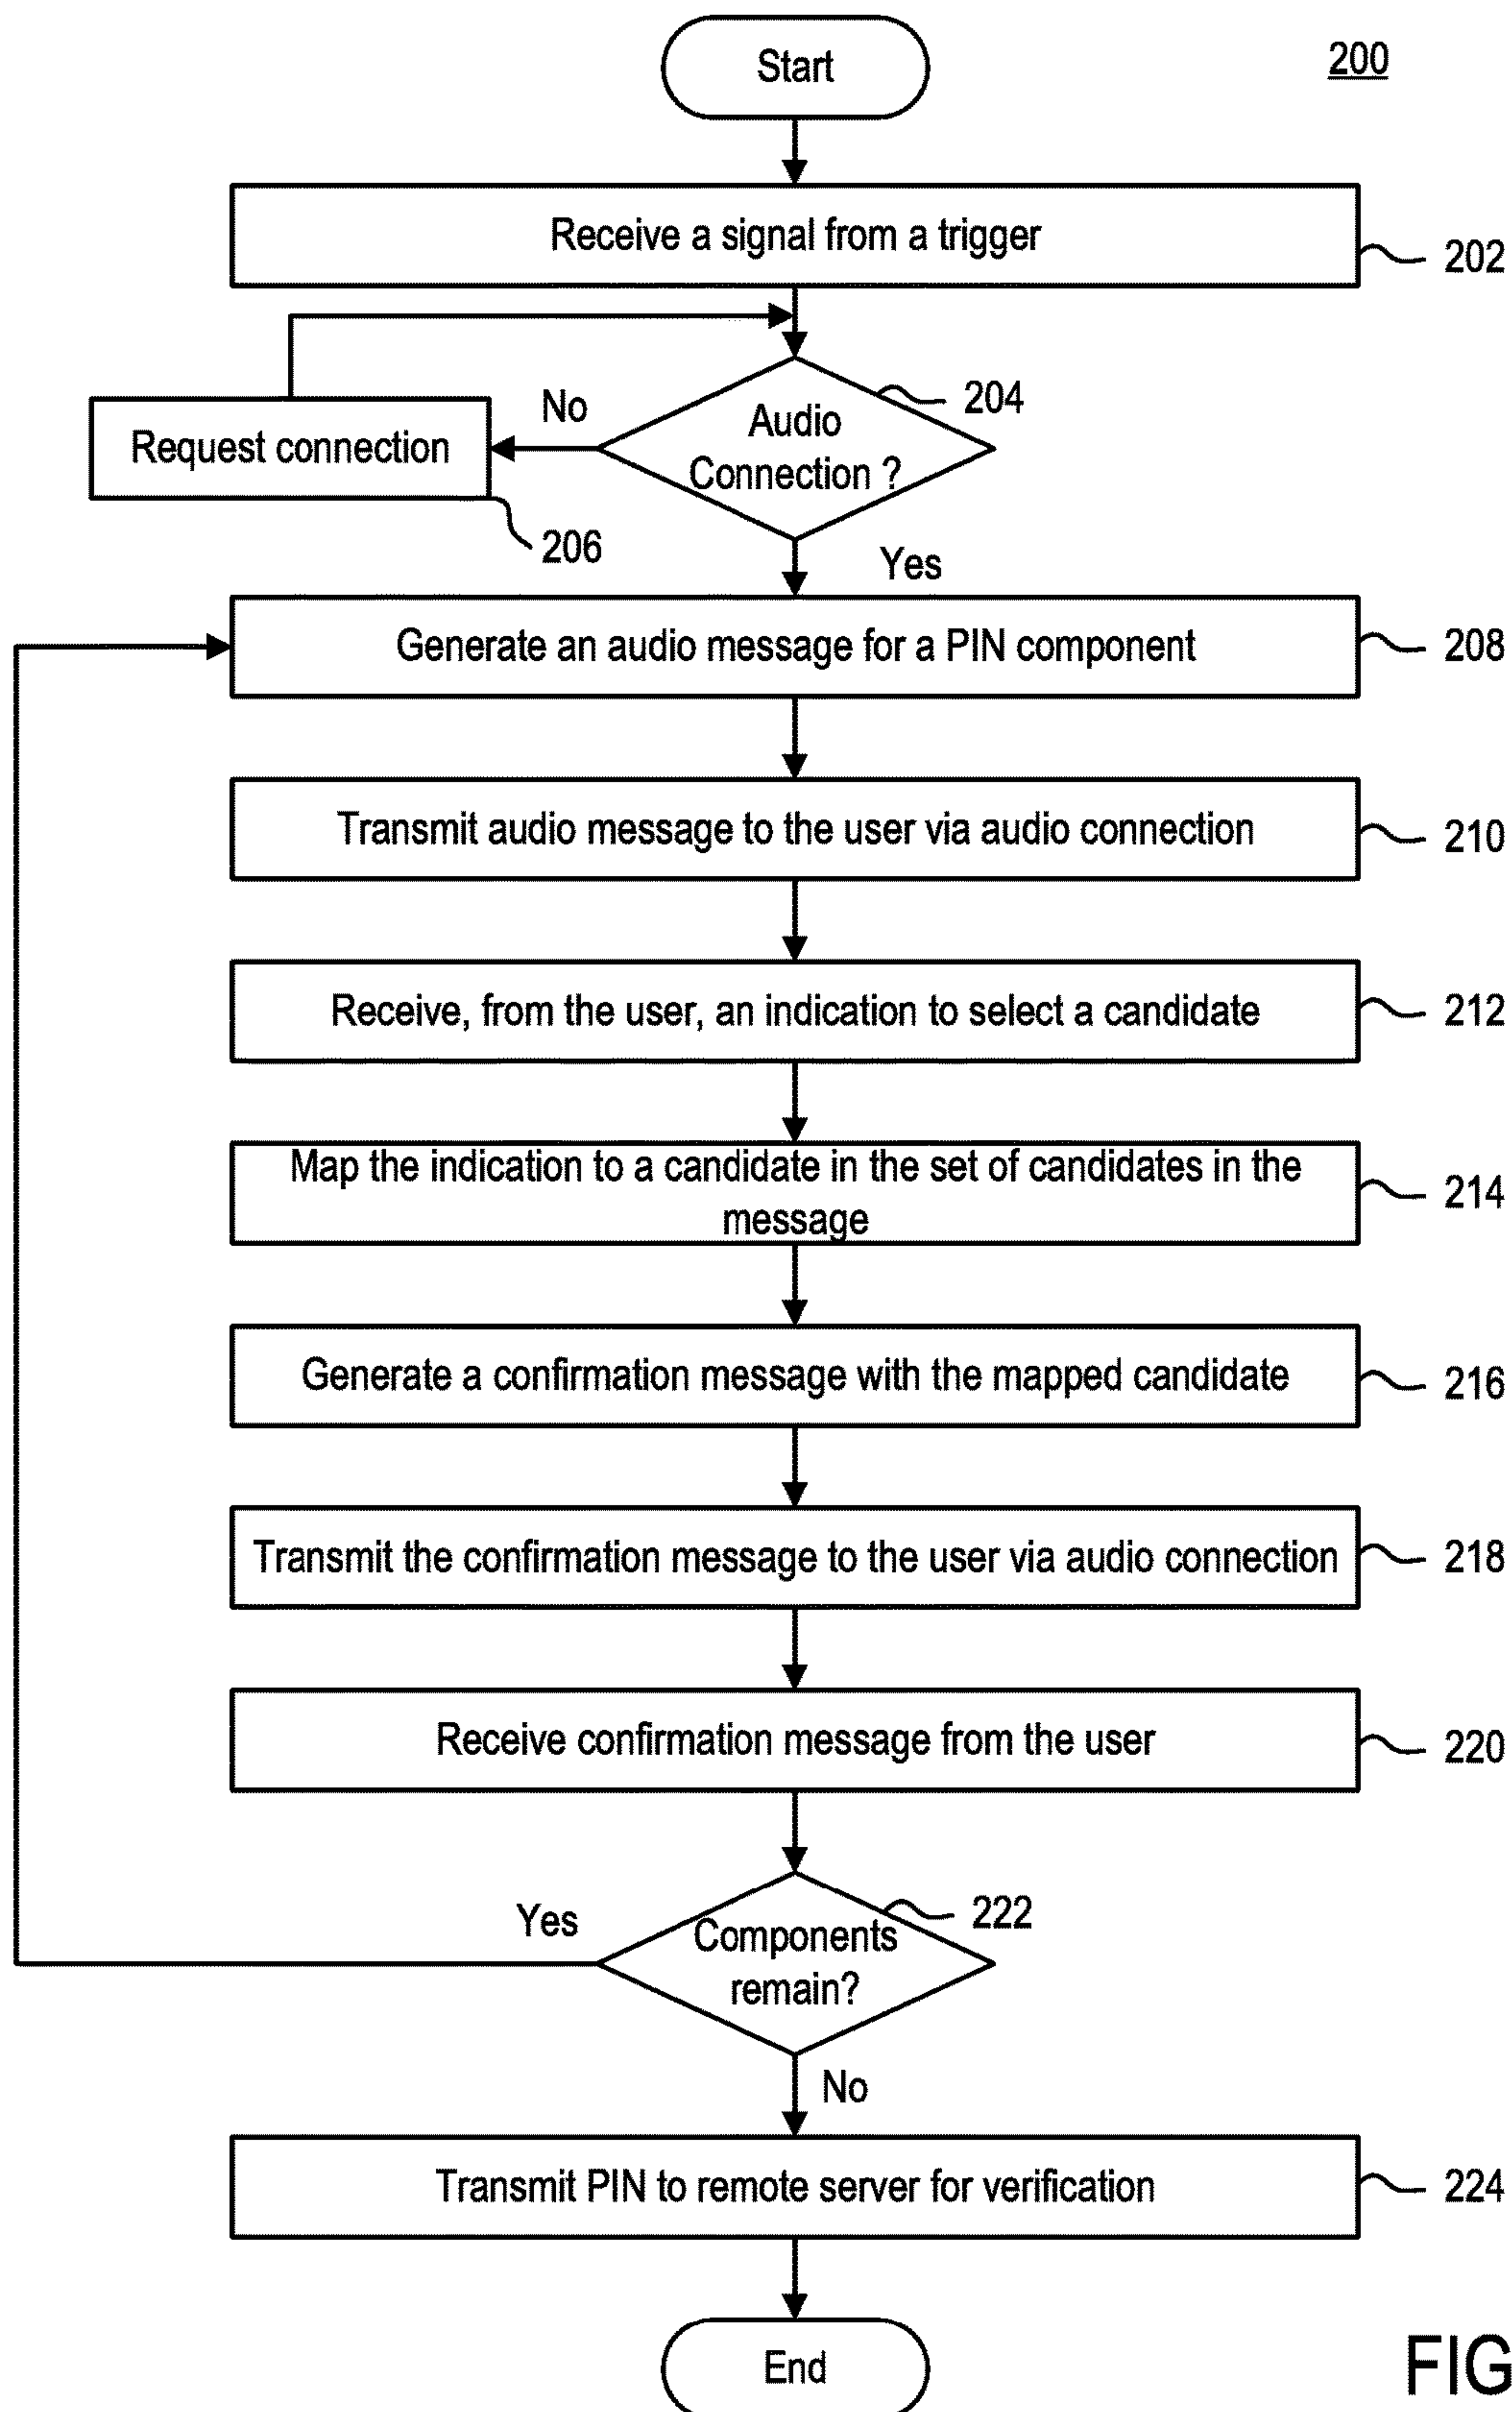 Start
200
Receive a signal from a trigger
202
204
No
Audio
Connection ?
Request connection
206
Yes
Generate an audio message for a PIN component
208
Transmit audio message to the user via audio connection
210
Receive, from the user, an indication to select a candidate
212
Map the indication to a candidate in the set of candidates in the
message
214
Generate a confirmation message with the mapped candidate
216
Transmit the confirmation message to the user via audio connection
218
Receive confirmation message from the user
220
222
Yes
Components
remain?
No
Transmit PIN to remote server for verification
224
End
FIG